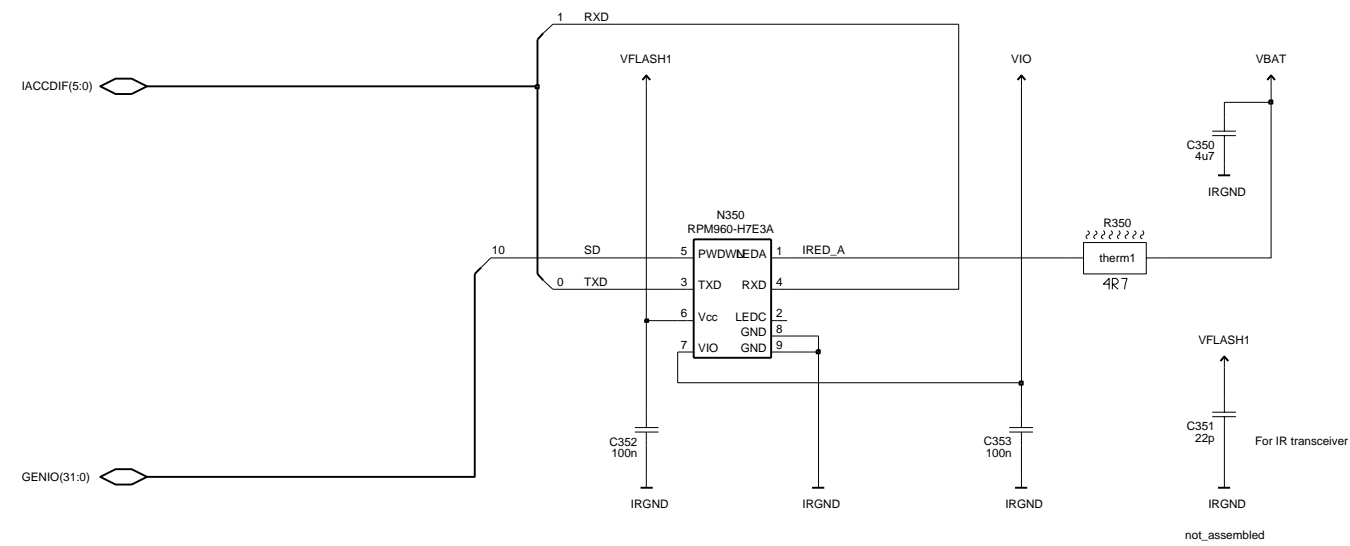 1 RXD
VFLASH1
VIO
VBAT
IACCDIF(5:0)
C350
4u7
IRGND
N350
RPM960-H7E3A
R350
10 SD 5 PWDWN LEDA 1 IRED_A
therm1
4R7
0 TXD 3 TXD RXD 4
6 Vcc LEDC 2
GND 8
7 VIO GND 9
VFLASH1
C352
100n
C353
100n
C351
22p
For IR transceiver
GENIO(31:0)
IRGND
IRGND
IRGND
IRGND
not_assembled